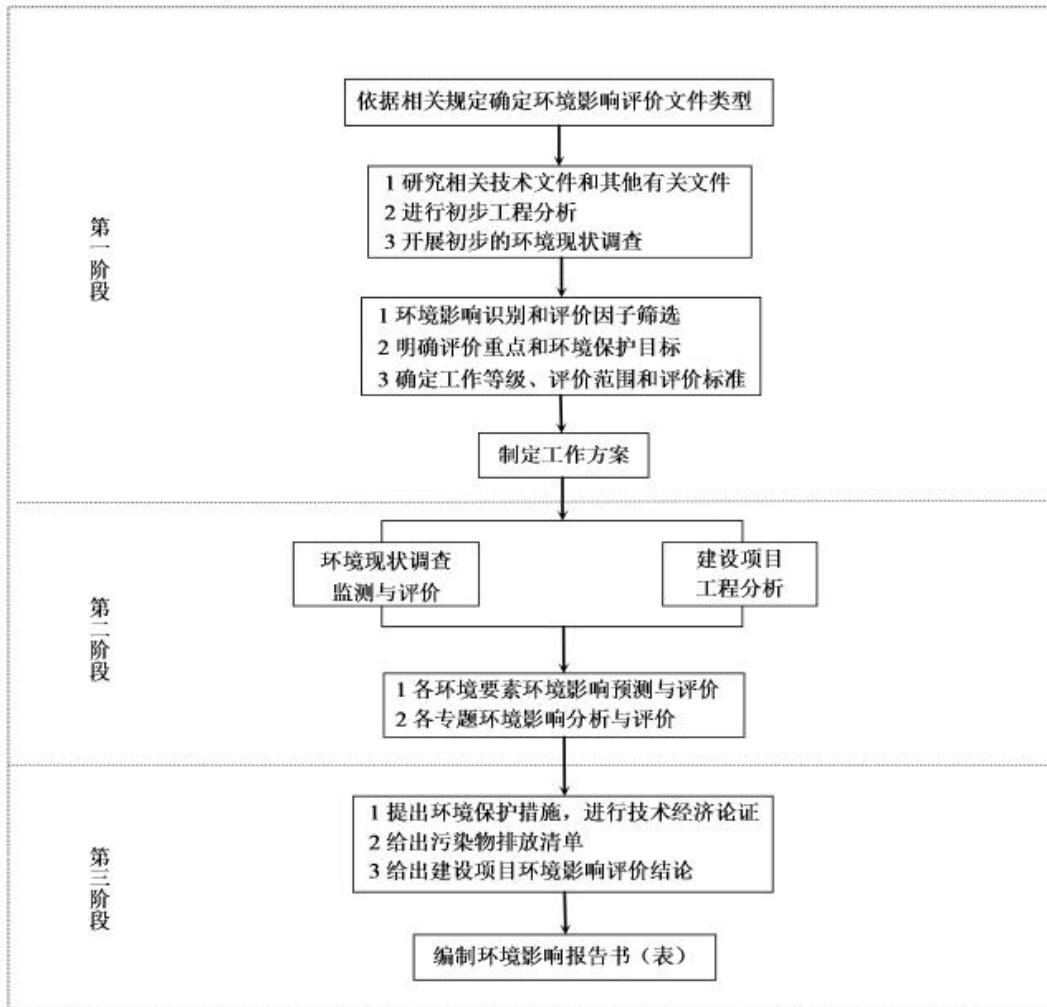 依据相关规定确定环境影响评价文件类型
1 研究相关技术文件和其他有关文件
2 进行初步工程分析
3 开展初步的环境现状调查
第一阶段
1 环境影响识别和评价因子筛选
2 明确评价重点和环境保护目标
3 确定工作等级、评价范围和评价标准
制定工作方案
环境现状调查
监测与评价
建设项目
工程分析
第二阶段
1 各环境要素环境影响预测与评价
2 各专题环境影响分析与评价
1 提出环境保护措施，进行技术经济论证
2 给出污染物排放清单
3 给出建设项目环境影响评价结论
第三阶段
编制环境影响报告书（表）